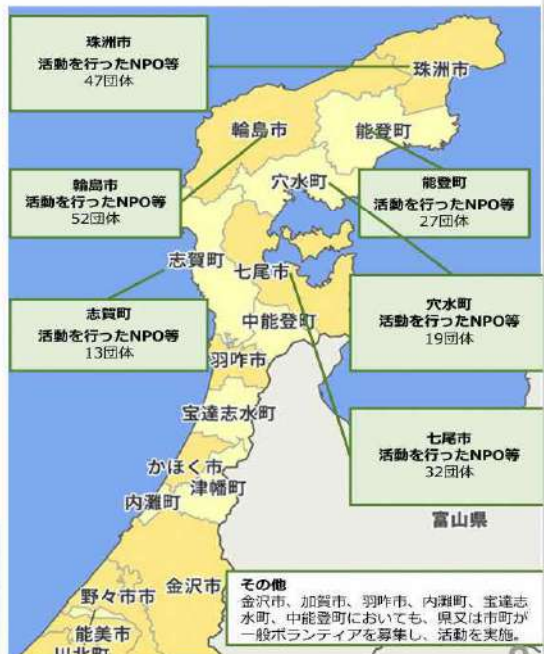 珠洲市
活動を行ったNPO等
47団体
珠洲市
輪島市
能登町
穴水町
輪島市
活動を行ったNPO等
52団体
能登町
活動を行ったNPO等
27団体
志賀町
七尾市
志賀町
活動を行ったNPO等
13団体
穴水町
活動を行ったNPO等
19団体
中能登町
羽咋市
宝達志水町
七尾市
活動を行ったNPO等
32団体
かほく市
津幡町
内灘町
富山県
金沢市
野々市市
能美市
川北町
その他
金沢市、加賀市、羽咋市、内灘町、宝達志
水町、中能登町においても、県又は市町が
一般ボランティアを募集し、活動を実施。